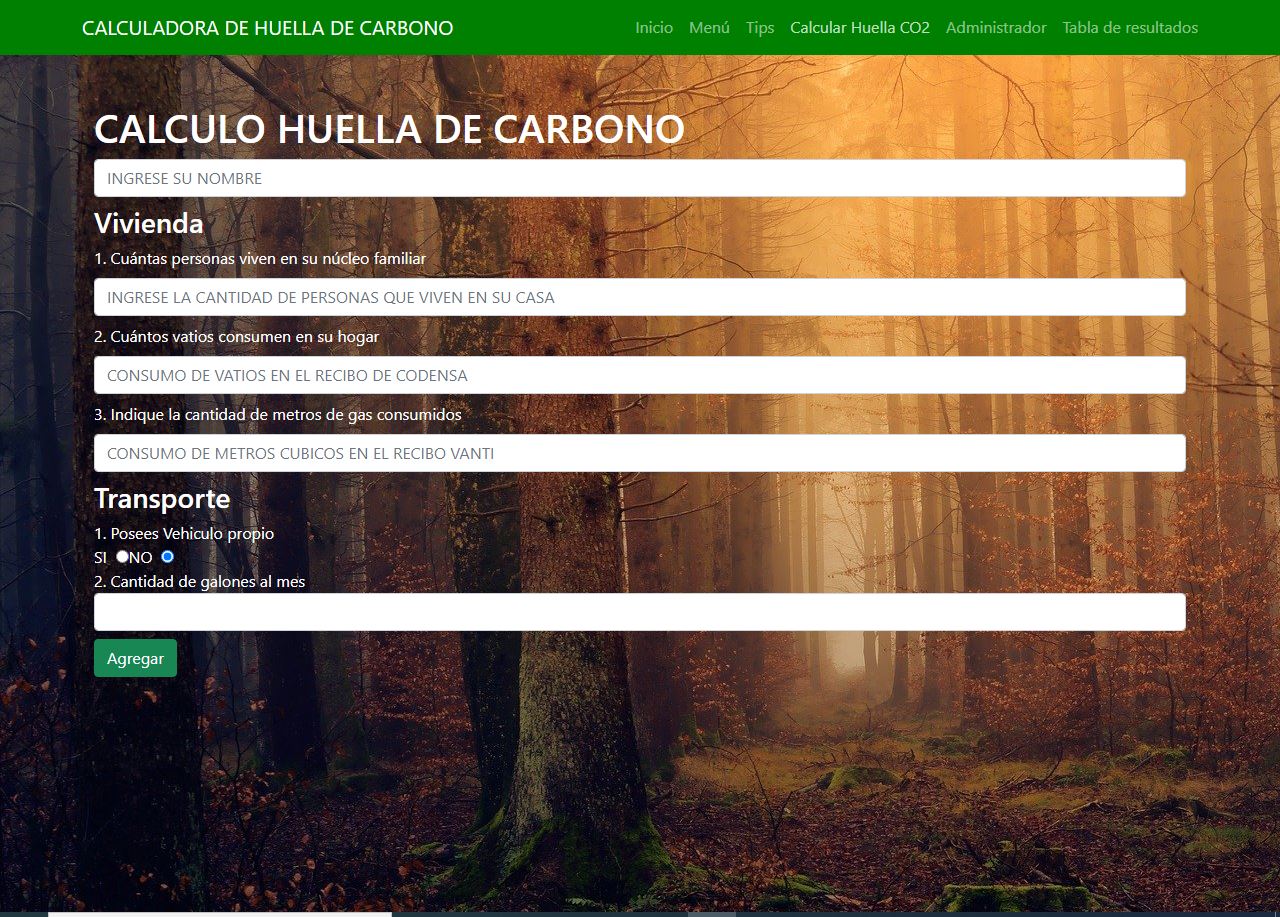 CALCULADORA DE HUELLA DE CARBONO Inicio Menú Tips Calcular Huella CO2 Administrador Tabla de resultados
CALCULO HUELLA DE CARBONO
INGRESE SU NOMBRE
Vivienda
1. Cuántas personas viven en su núcleo familiar
INGRESE LA CANTIDAD DE PERSONAS QUE VIVEN EN SU CASA
2. Cuántos vatios consumen en su hogar
CONSUMO DE VATIOS EN EL RECIBO DE CODENSA
3. Indique la cantidad de metros de gas consumidos
CONSUMO DE METROS CUBICOS EN EL RECIBO VANTI
Transporte
1. Posees Vehiculo propio
SI NO
2. Cantidad de galones al mes
Agregar